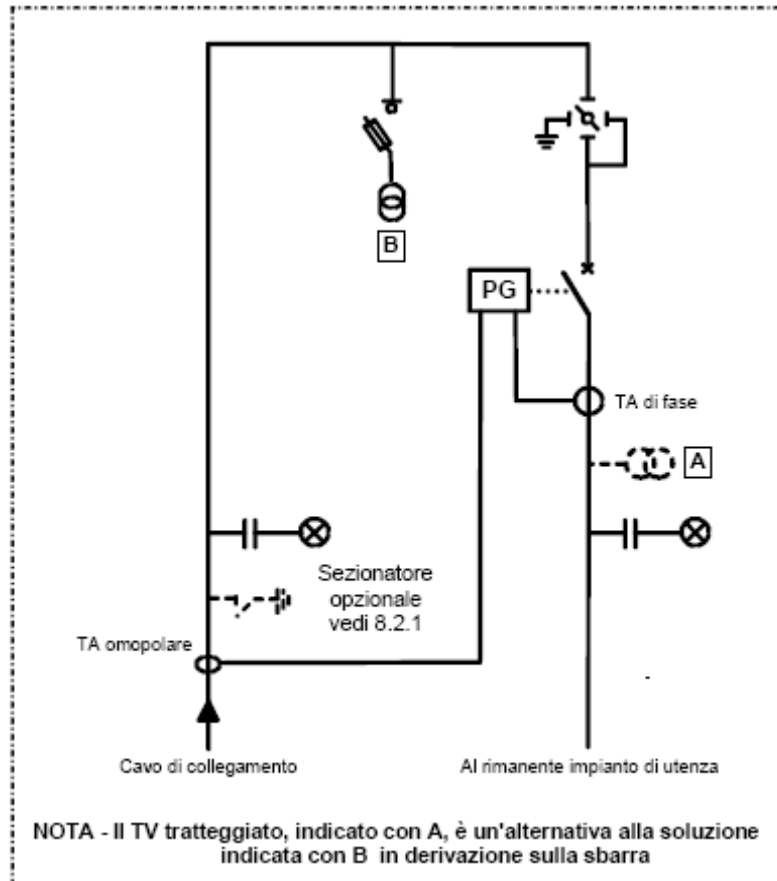 B
PG
TA di fase
A
Sezionatore
opzionale
vedi 8.2.1
TA omopolare
Cavo di collegamento
Al rimanente impianto di utenza
NOTA - Il TV tratteggiato, indicato con A, è un'alternativa alla soluzione
indicata con B in derivazione sulla sbarra